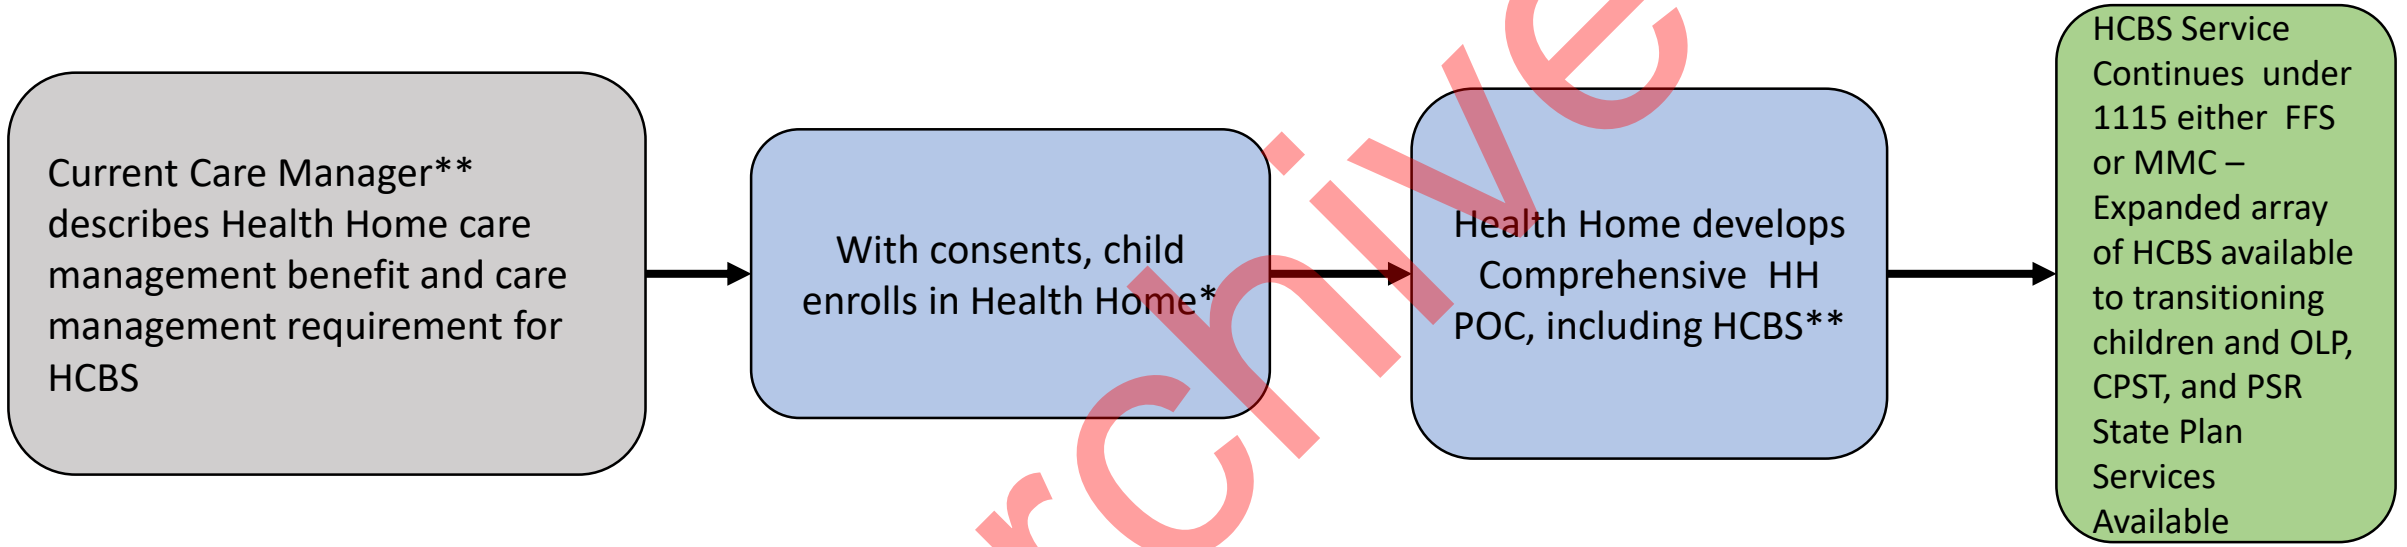 Current Care Manager**
describes Health Home care
management benefit and care
management requirement for
HCBS
With consents, child
enrolls in Health Home*
Health Home develops
Comprehensive HH
POC, including HCBS**
HCBS Service
Continues under
1115 either FFS
or MMC –
Expanded array
of HCBS available
to transitioning
children and OLP,
CPST, and PSR
State Plan
Services
Available
rchive